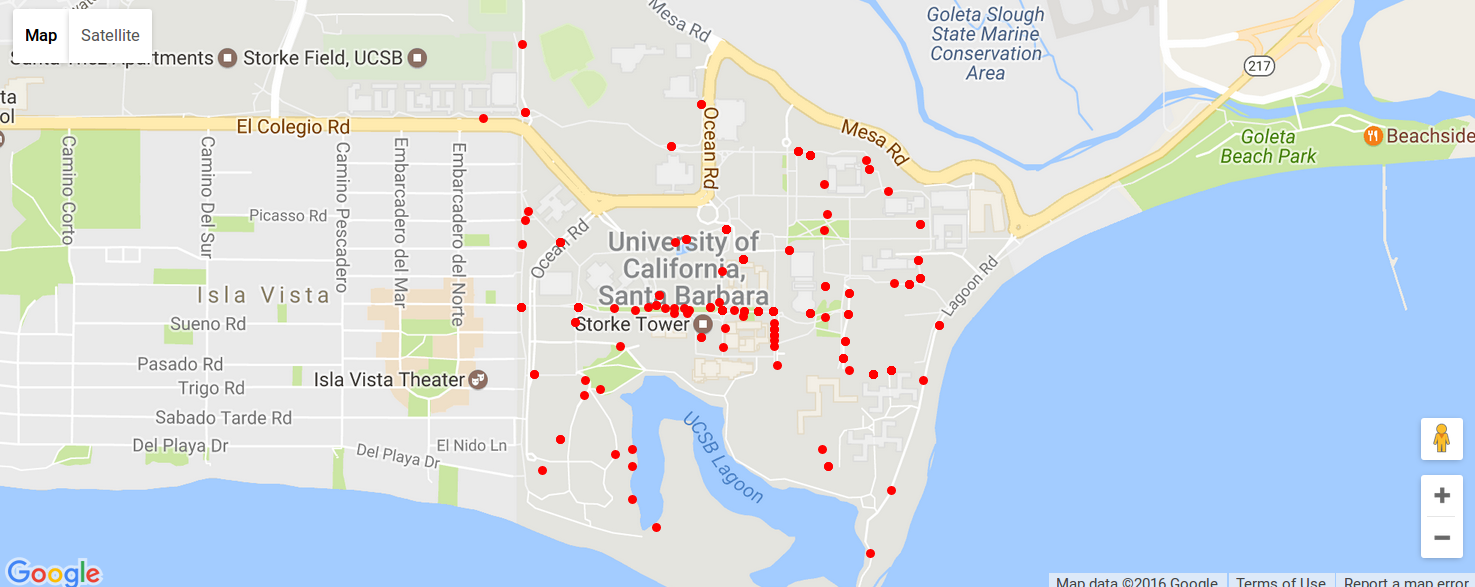 Map
Satellite
Mesa Rd
Goleta Slough
State Marine
Conservation
Area
217
Apartments
Storke Field, UCSB
ta
ol
El Colegio Rd
Ocean Rd
Mesa Rd
Goleta
Beach Park
Beachside
Camino Corto
Camino Del Sur
Camino Pescadero
Embarcadero del Mar
Embarcadero del Norte
Picasso Rd
Ocean Rd
University of
California,
Santa Barbara
Isla Vista
Lagoon Rd
Sueno Rd
Storke Tower
Pasado Rd
Trigo Rd
Isla Vista Theater
Sabado Tarde Rd
Del Playa Dr
Del Playa Dr
El Nido Ln
UCSB Lagoon
Google
Map data ©2016 Google
Terms of Use
Report a map error